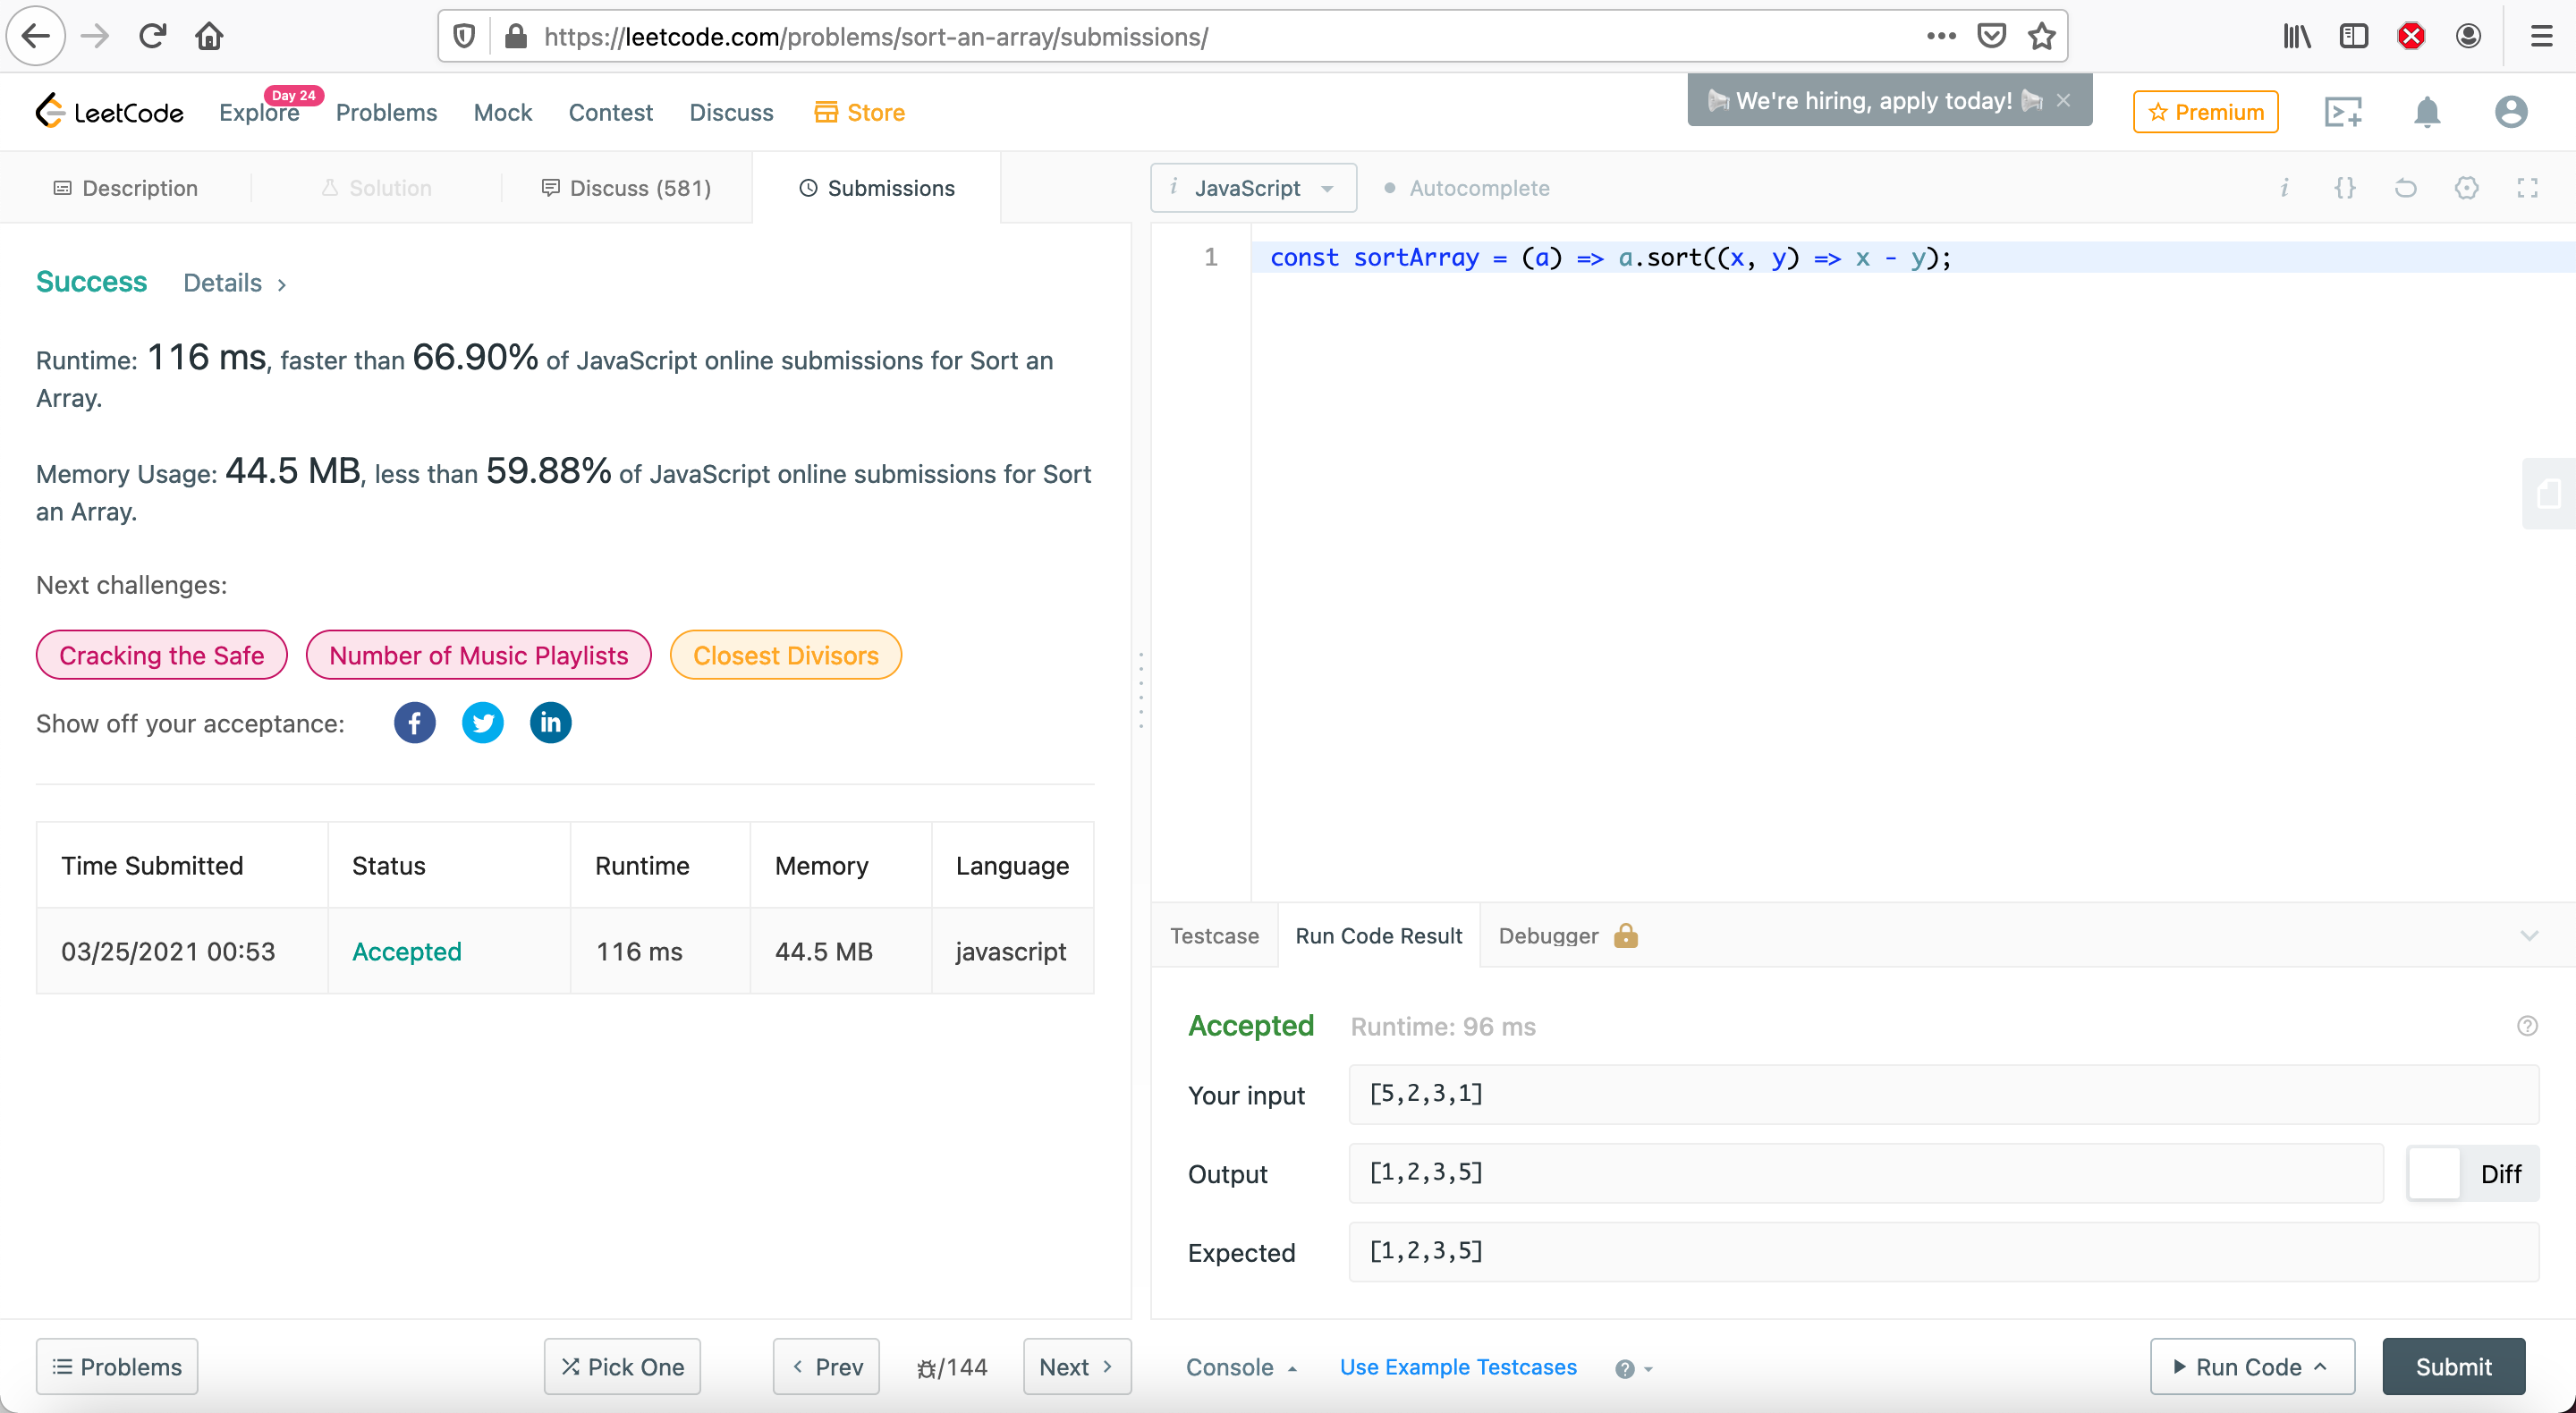 https://leetcode.com/problems/sort-an-array/submissions/
LeetCode
Explore
Day 24
Problems
Mock
Contest
Discuss
Store
We're hiring, apply today!
Premium
Description
Solution
Discuss (581)
Submissions
JavaScript
Autocomplete
1
const sortArray = (a) => a.sort((x, y) => x - y);
Success
Details
Runtime: 116 ms, faster than 66.90% of JavaScript online submissions for Sort an
Array.
Memory Usage: 44.5 MB, less than 59.88% of JavaScript online submissions for Sort
an Array.
Next challenges:
Cracking the Safe
Number of Music Playlists
Closest Divisors
Show off your acceptance:
Time Submitted Status Runtime Memory Language
03/25/2021 00:53 Accepted 116 ms 44.5 MB javascript
Testcase
Run Code Result
Debugger
Accepted
Runtime: 96 ms
Your input
[5,2,3,1]
Output
[1,2,3,5]
Diff
Expected
[1,2,3,5]
Problems
Pick One
Prev
/144
Next
Console
Use Example Testcases
Run Code
Submit